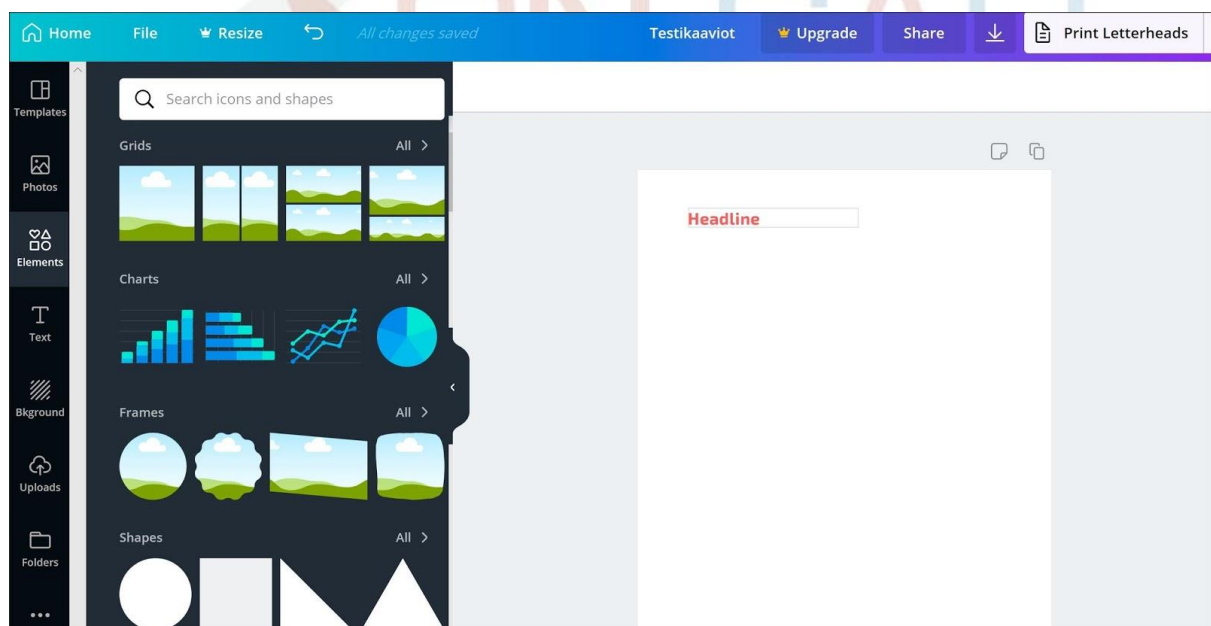 Home File Resize All changes saved Testikaaviot Upgrade Share Print Letterheads
Templates
Photos
Elements
Text
Bkground
Uploads
Folders
Search icons and shapes
Grids All
Charts All
Frames All
Shapes All
Headline